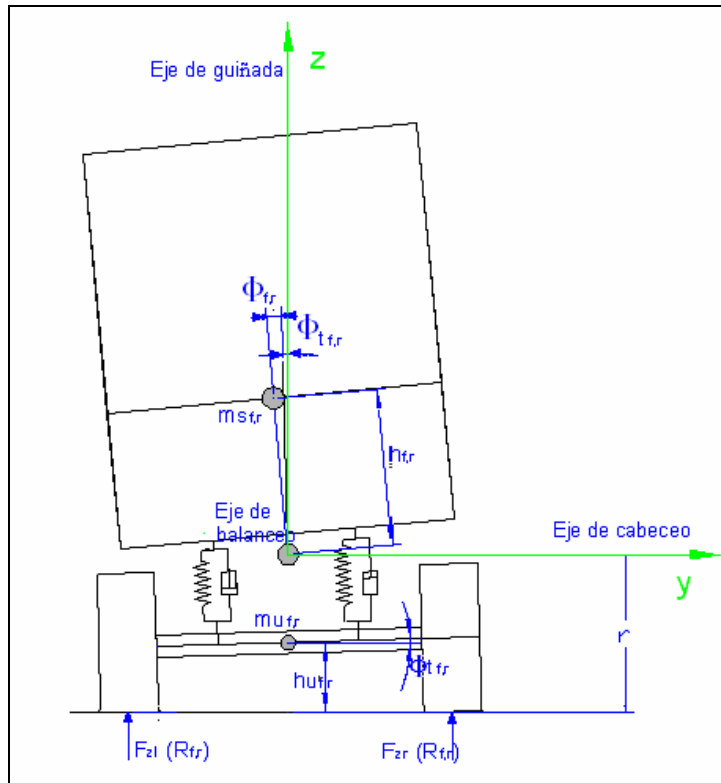 Eje de guiñada
z
ϕf,r
ϕt f,r
msf,r
hf,r
Eje de
balanceo
Eje de cabeceo
y
muf,r
r
ϕtf,r
huf,r
Fzl (Rf,r)
Fzr (Rf,r)